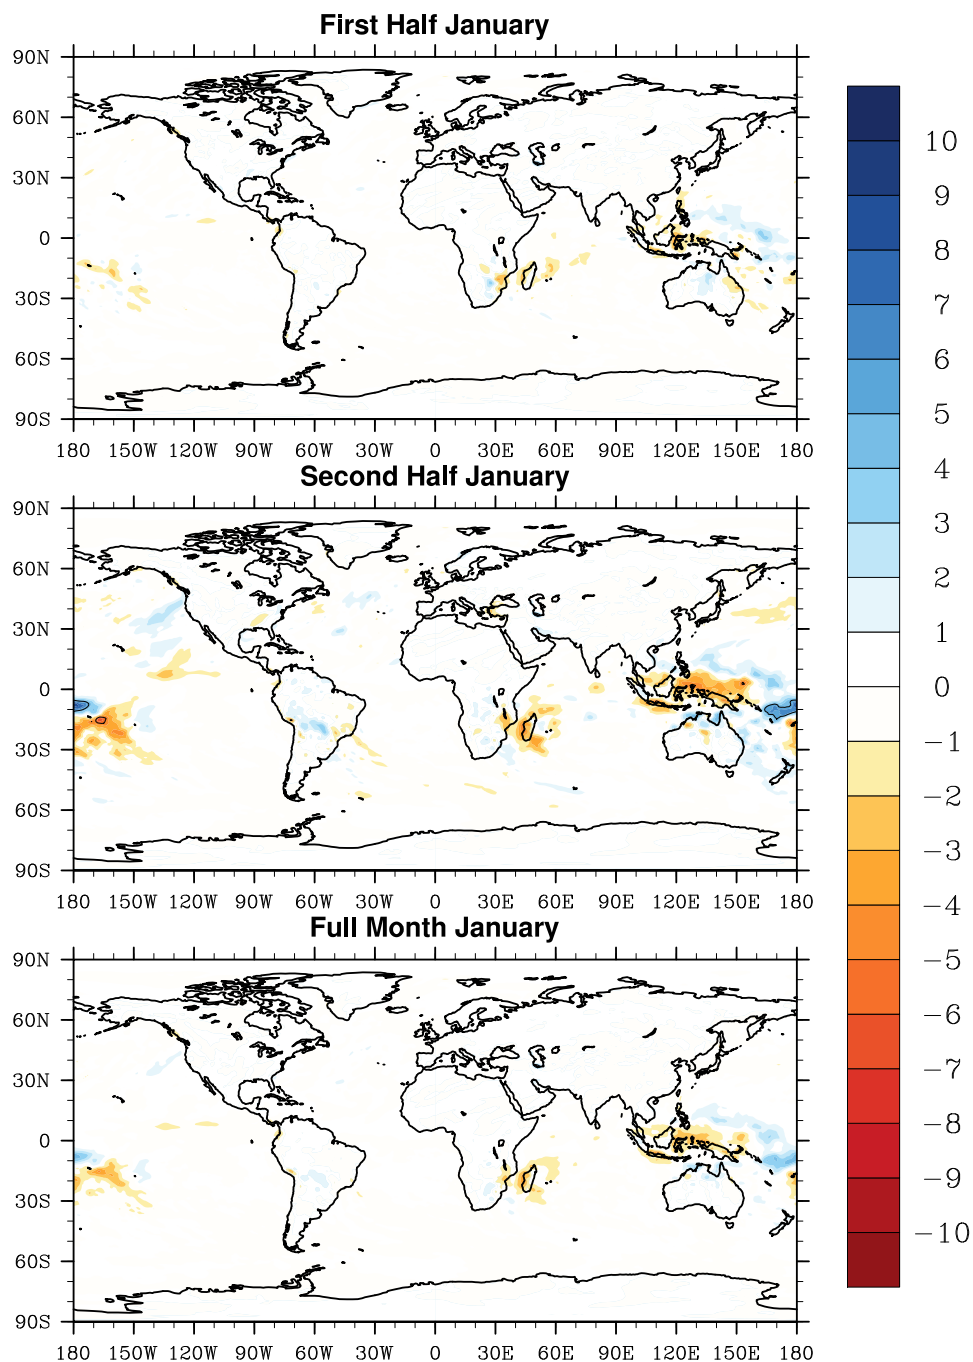 First Half January
90N
60N
30N
0
30S
60S
90S
180 150W 120W 90W 60W 30W 0 30E 60E 90E 120E 150E 180
Second Half January
90N
60N
30N
0
30S
60S
90S
180 150W 120W 90W 60W 30W 0 30E 60E 90E 120E 150E 180
Full Month January
90N
60N
30N
0
30S
60S
90S
180 150W 120W 90W 60W 30W 0 30E 60E 90E 120E 150E 180
10
9
8
7
6
5
4
3
2
1
0
−1
−2
−3
−4
−5
−6
−7
−8
−9
−10